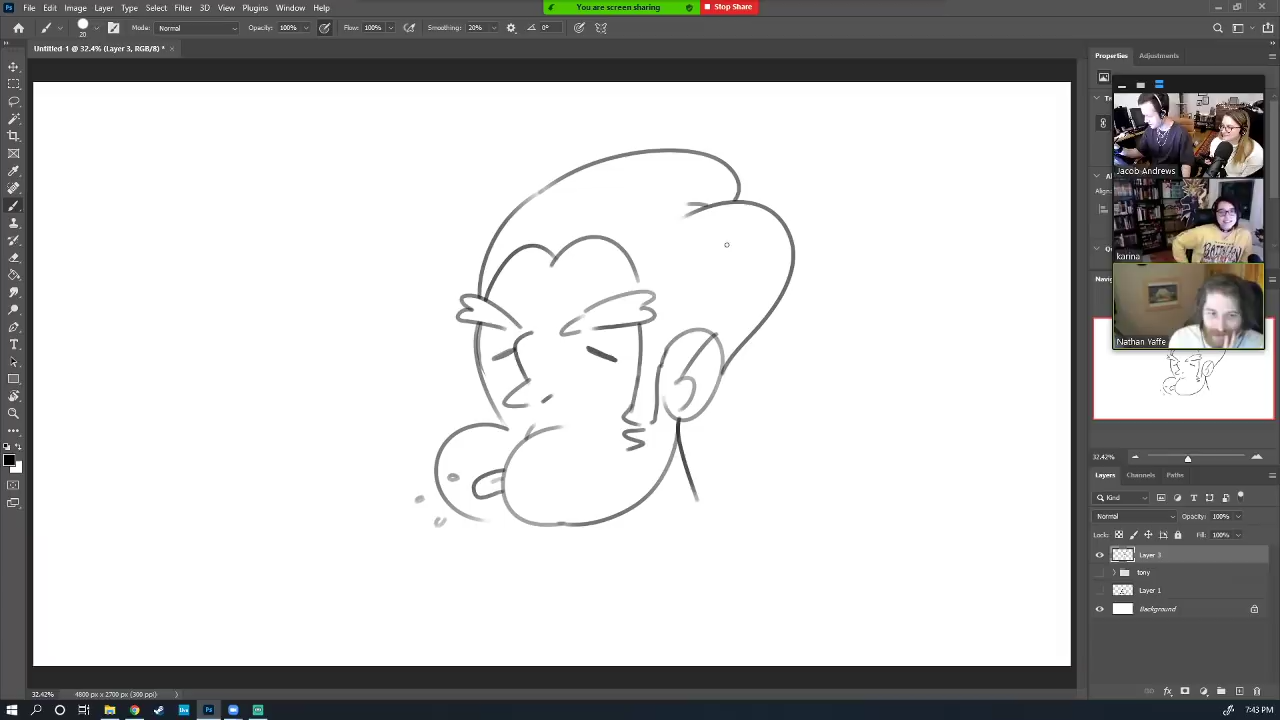 File Edit Image Layer Type Select Filter 3D View Plugins Window Help
You are screen sharing Stop Share
20 Mode: Normal Opacity: 100% Flow: 100% Smoothing: 20% 0°
Untitled-1 @ 32.4% (Layer 3, RGB/8) * ×
Properties Adjustments
Jacob Andrews
karina
Nathan Yaffe
32.42%
Layers Channels Paths
Kind
Normal Opacity: 100%
Lock: Fill: 100%
Layer 3
tony
Layer 1
Background
32.42% 4800 px x 2700 px (300 ppi)
7:43 PM